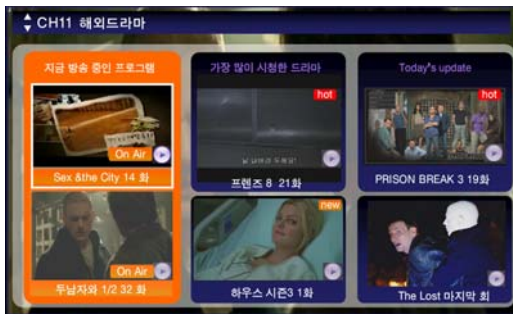 CH11 해외드라마
지금 방송 중인 프로그램
가장 많이 시청한 드라마
Today's update
hot
hot
On Air
Sex &the City 14 화
프렌즈 8 21화
PRISON BREAK 3 19화
new
On Air
두남자와 1/2 32 화
하우스 시즌3 1화
The Lost 마지막 회